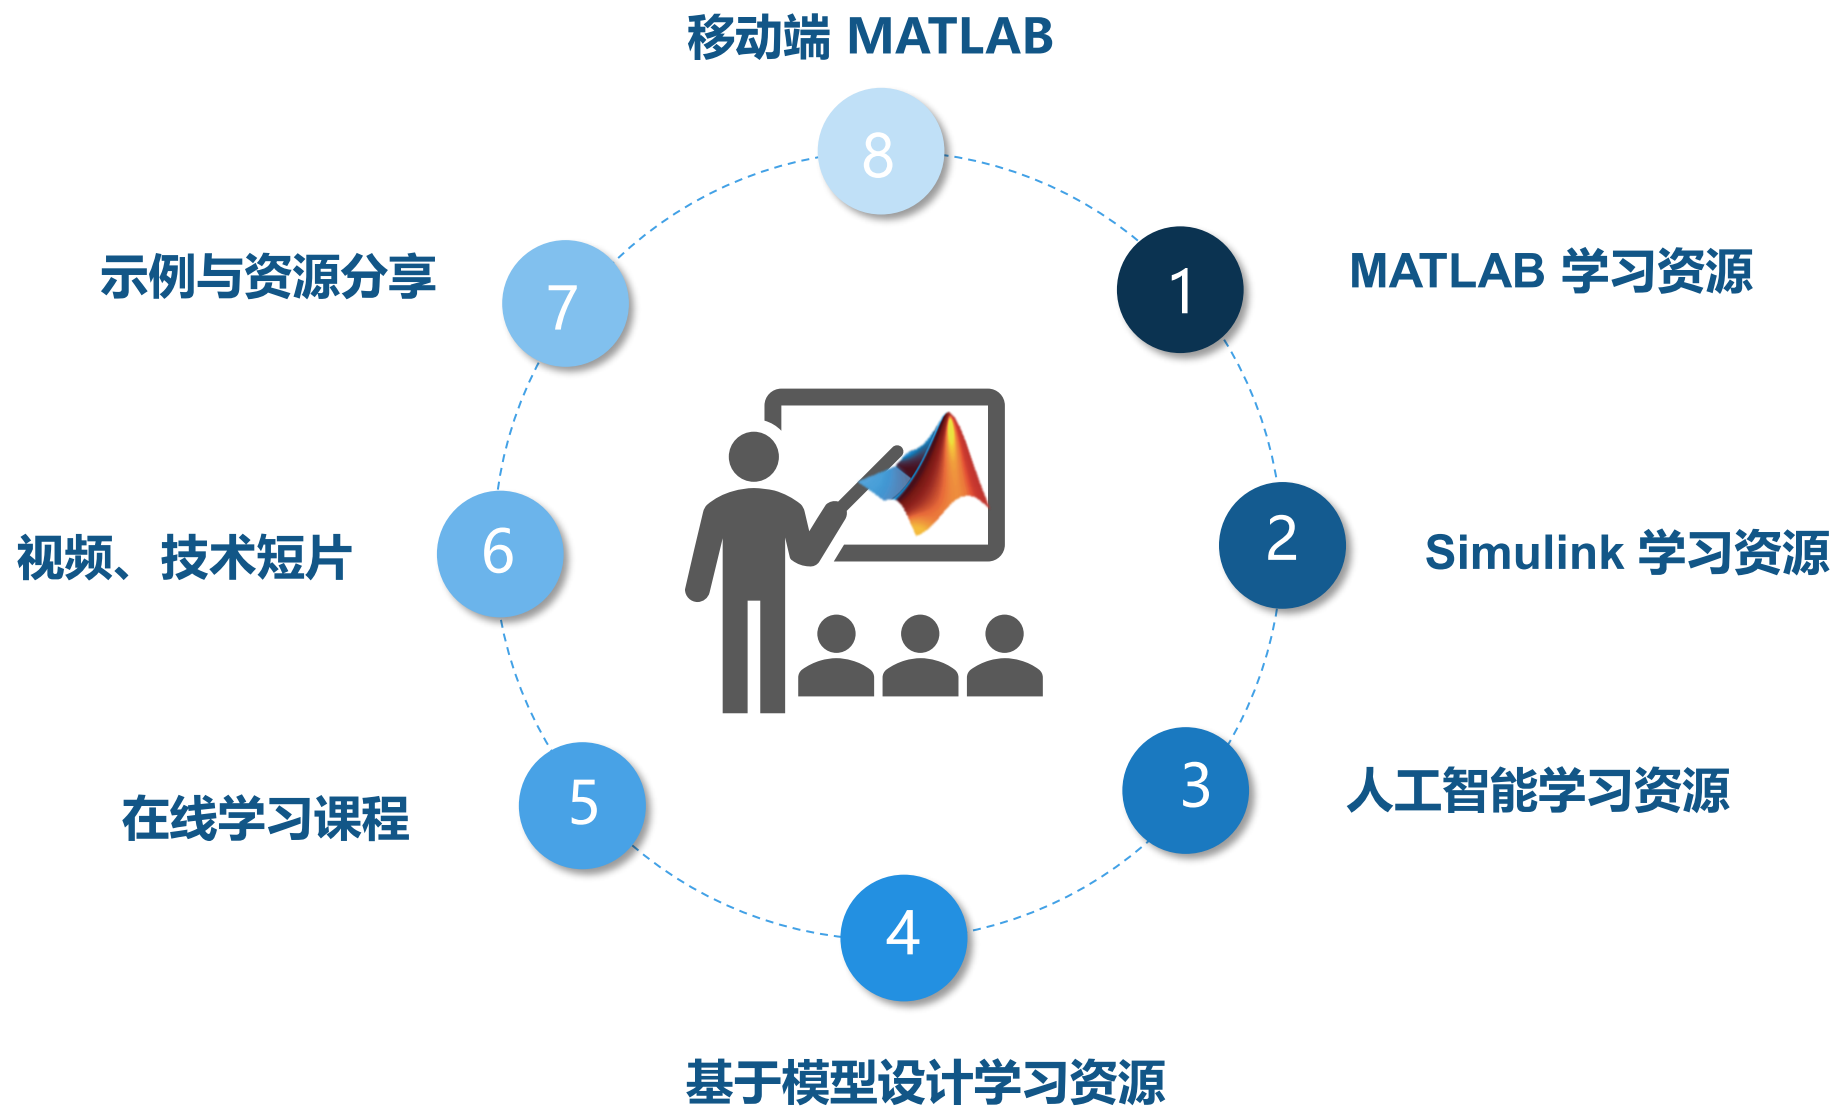 移动端 MATLAB
8
1
MATLAB 学习资源
2
Simulink 学习资源
3
人工智能学习资源
4
基于模型设计学习资源
5
在线学习课程
6
视频、技术短片
7
示例与资源分享